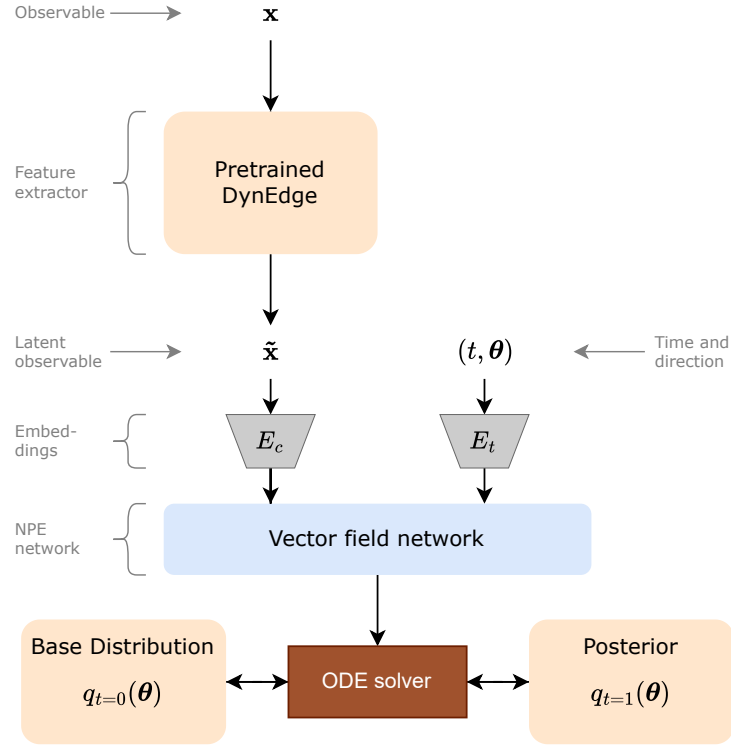 Observable
𝐱
Pretrained
DynEdge
Feature
extractor
Latent
observable
𝐱̃
(t, 𝜽)
Time and
direction
Embed-
dings
E_c
E_t
NPE
network
Vector field network
Base Distribution
q_{t=0}(𝜽)
ODE solver
Posterior
q_{t=1}(𝜽)